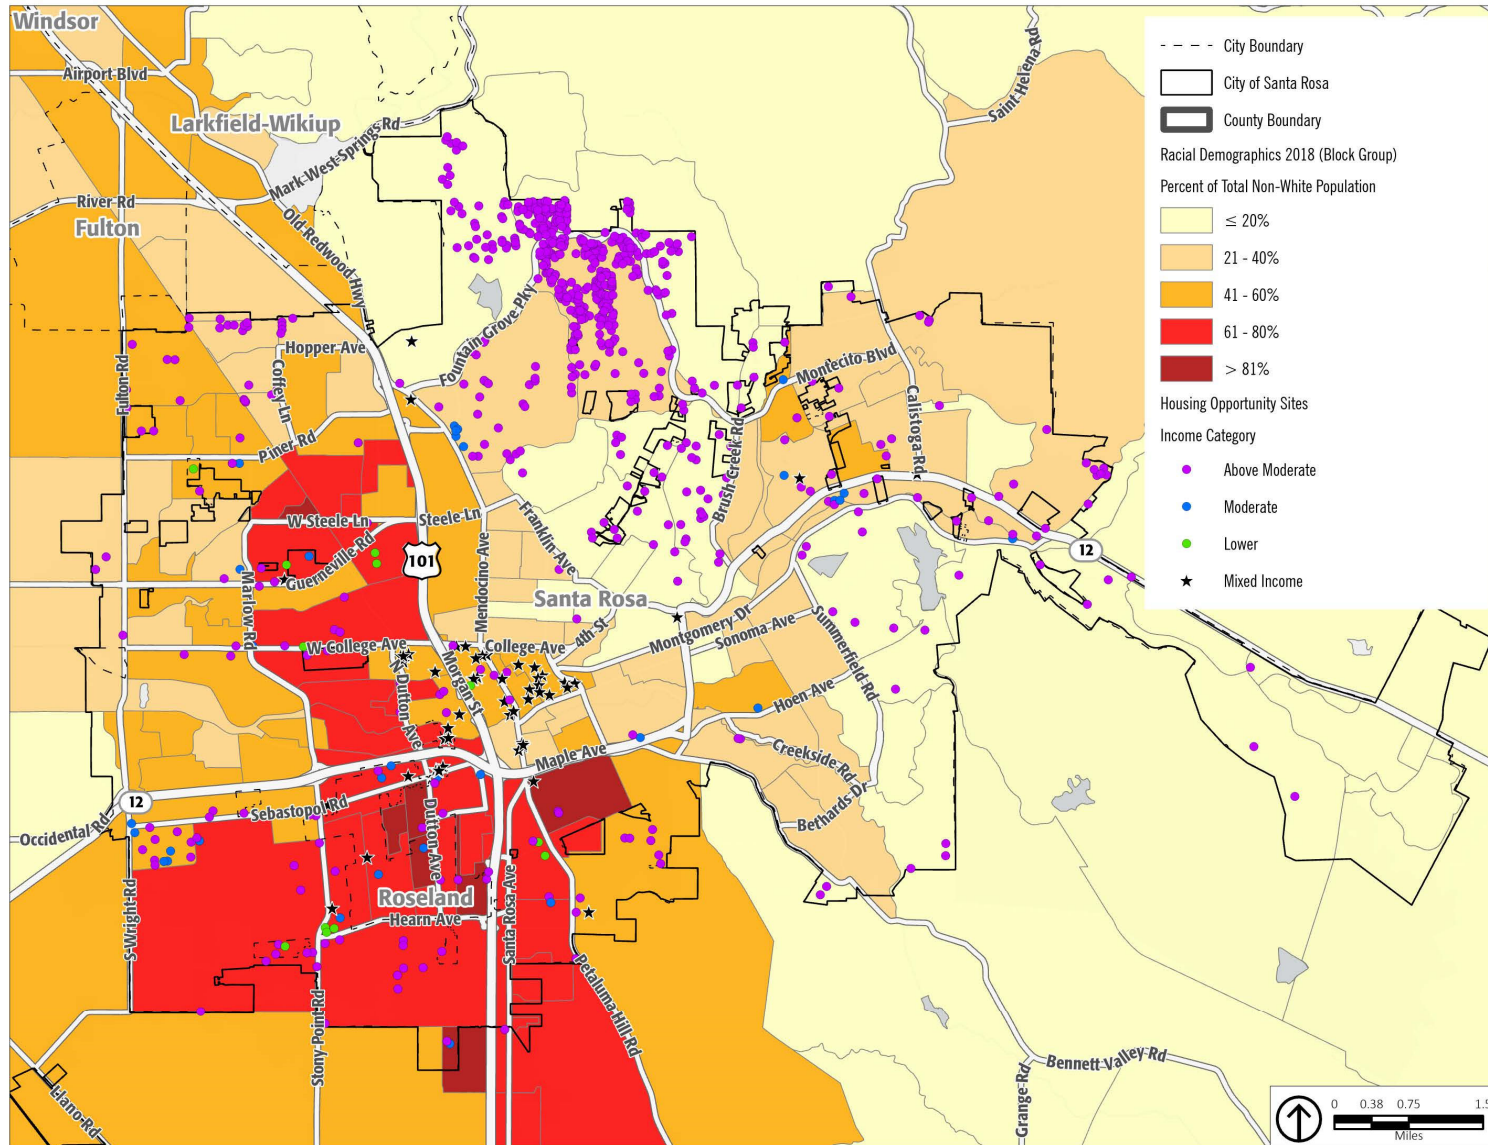 Windsor
Airport Blvd
Larkfield-Wikiup
Mark West Springs Rd
River Rd
Fulton
Old Redwood Hwy
Saint Helena Rd
Hopper Ave
Fountain Grove Pky
Coffey Ln
Fulton Rd
Piner Rd
Montecito Blvd
Calistoga Rd
Brush Creek Rd
W Steele Ln
Steele Ln
Franklin Ave
Guerneville Rd
101
Mendocino Ave
Marlow Rd
12
Santa Rosa
4th St
Montgomery Dr
Sonoma Ave
Summerfield Rd
W College Ave
College Ave
N Dutton Ave
Morgan St
Hoen Ave
Maple Ave
Creekside Rd
Bethards Dr
12
Sebastopol Rd
Occidental Rd
Dutton Ave
Roseland
Hearn Ave
Santa Rosa Ave
S Wright Rd
Stony Point Rd
Petaluma Hill Rd
Llano Rd
Bennett Valley Rd
Grange Rd
City Boundary
City of Santa Rosa
County Boundary
Racial Demographics 2018 (Block Group)
Percent of Total Non-White Population
≤ 20%
21 - 40%
41 - 60%
61 - 80%
> 81%
Housing Opportunity Sites
Income Category
Above Moderate
Moderate
Lower
Mixed Income
0 0.38 0.75 1.5
Miles